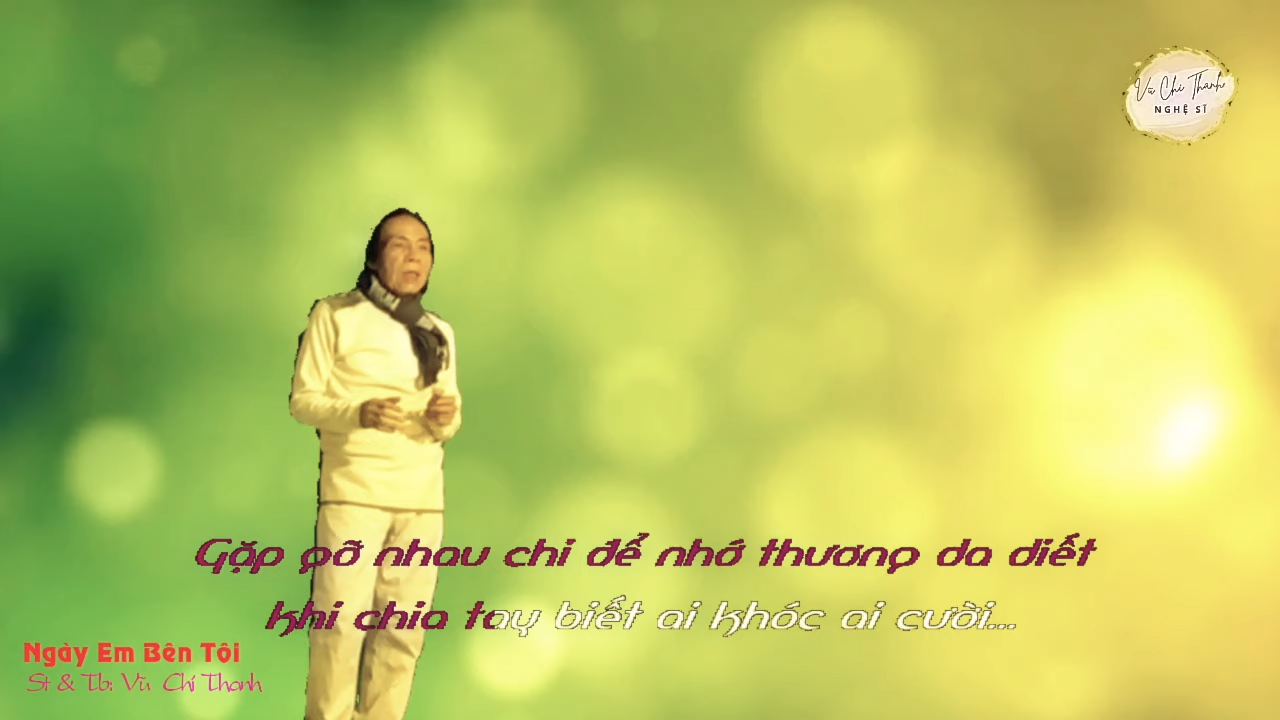 Vũ Chí Thanh
NGHỆ SĨ
Gặp gỡ nhau chi để nhớ thương da diết
khi chia tay biết ai khóc ai cười...
Ngày Em Bên Tôi
St & Tb: Vũ Chí Thanh